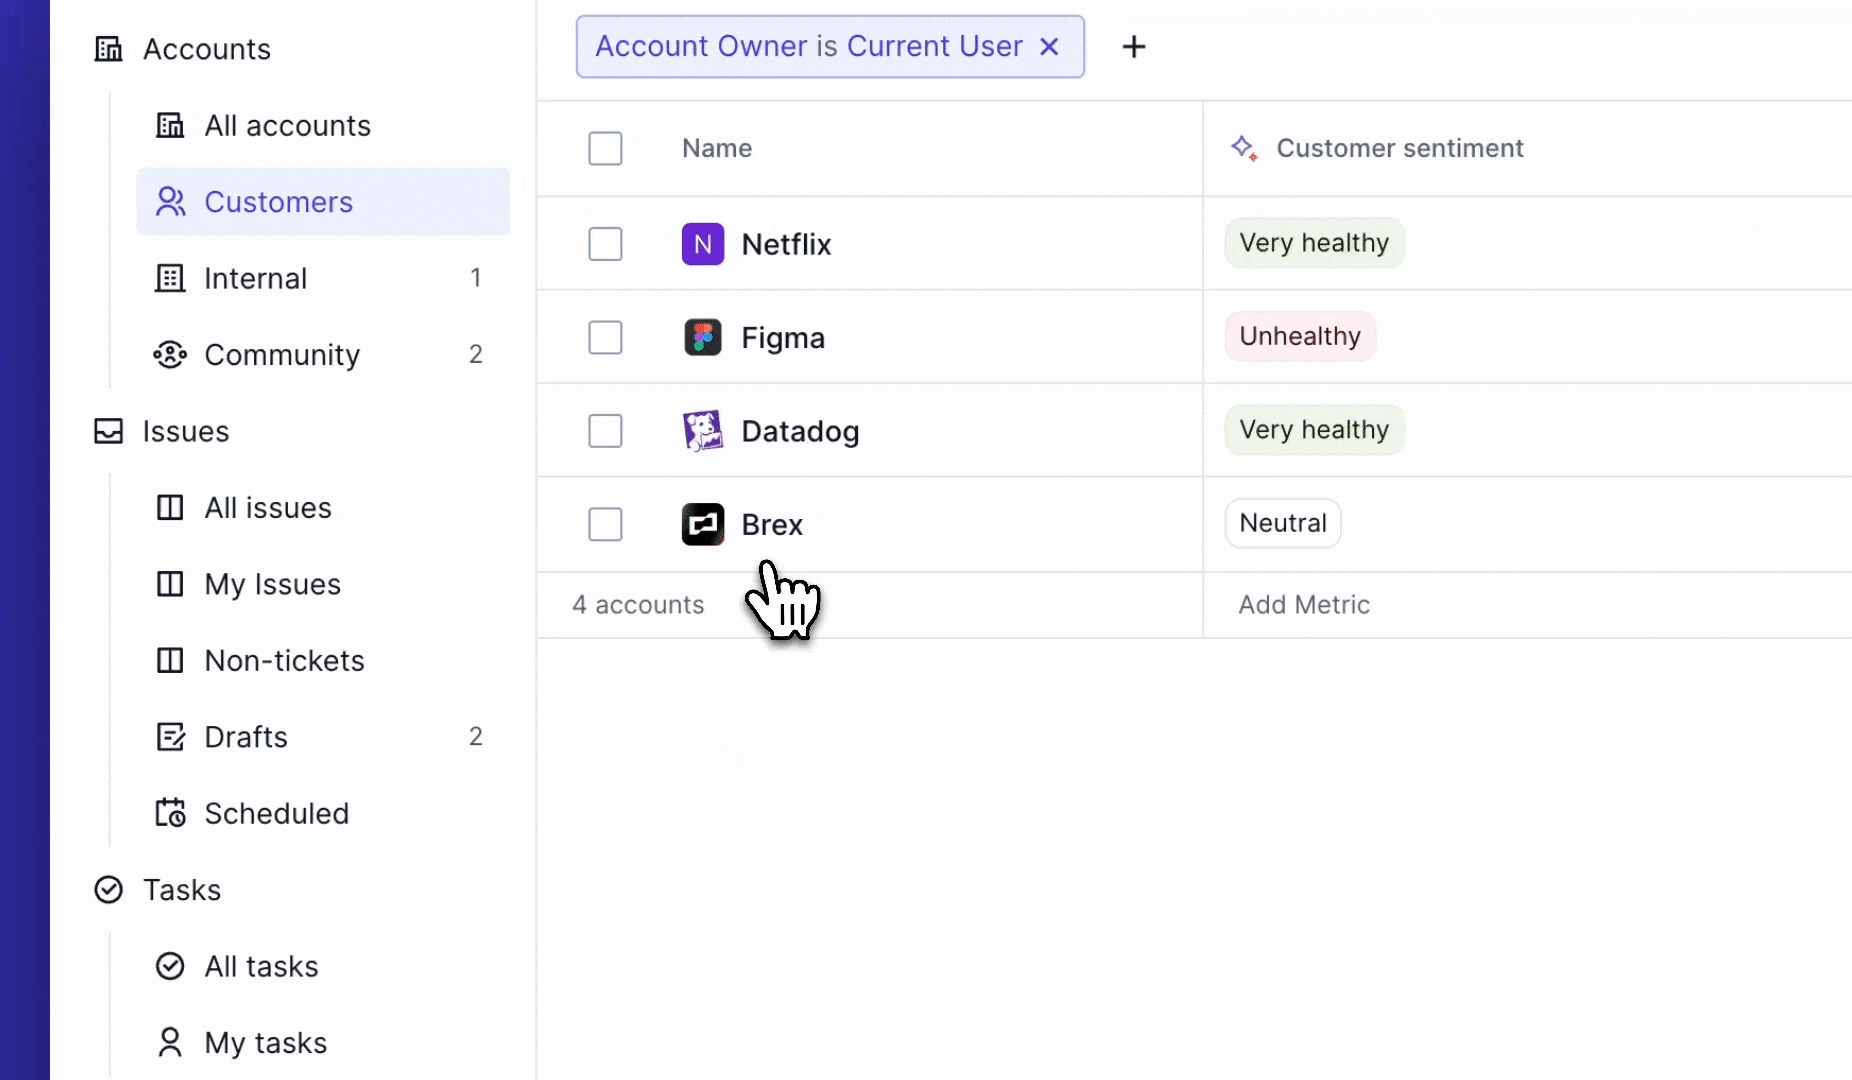 Accounts
All accounts
Customers
Internal 1
Community 2
Issues
All issues
My Issues
Non-tickets
Drafts 2
Scheduled
Tasks
All tasks
My tasks
Account Owner is Current User
Name Customer sentiment
N Netflix Very healthy
Figma Unhealthy
Datadog Very healthy
Brex Neutral
4 accounts Add Metric